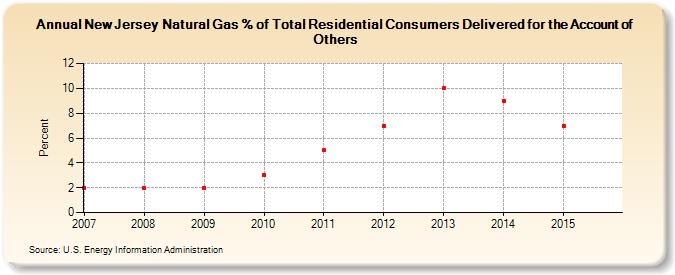 Annual New Jersey Natural Gas % of Total Residential Consumers Delivered for the Account of
Others
12
10
8
6
4
2
0
Percent
2007 2008 2009 2010 2011 2012 2013 2014 2015
Source: U.S. Energy Information Administration